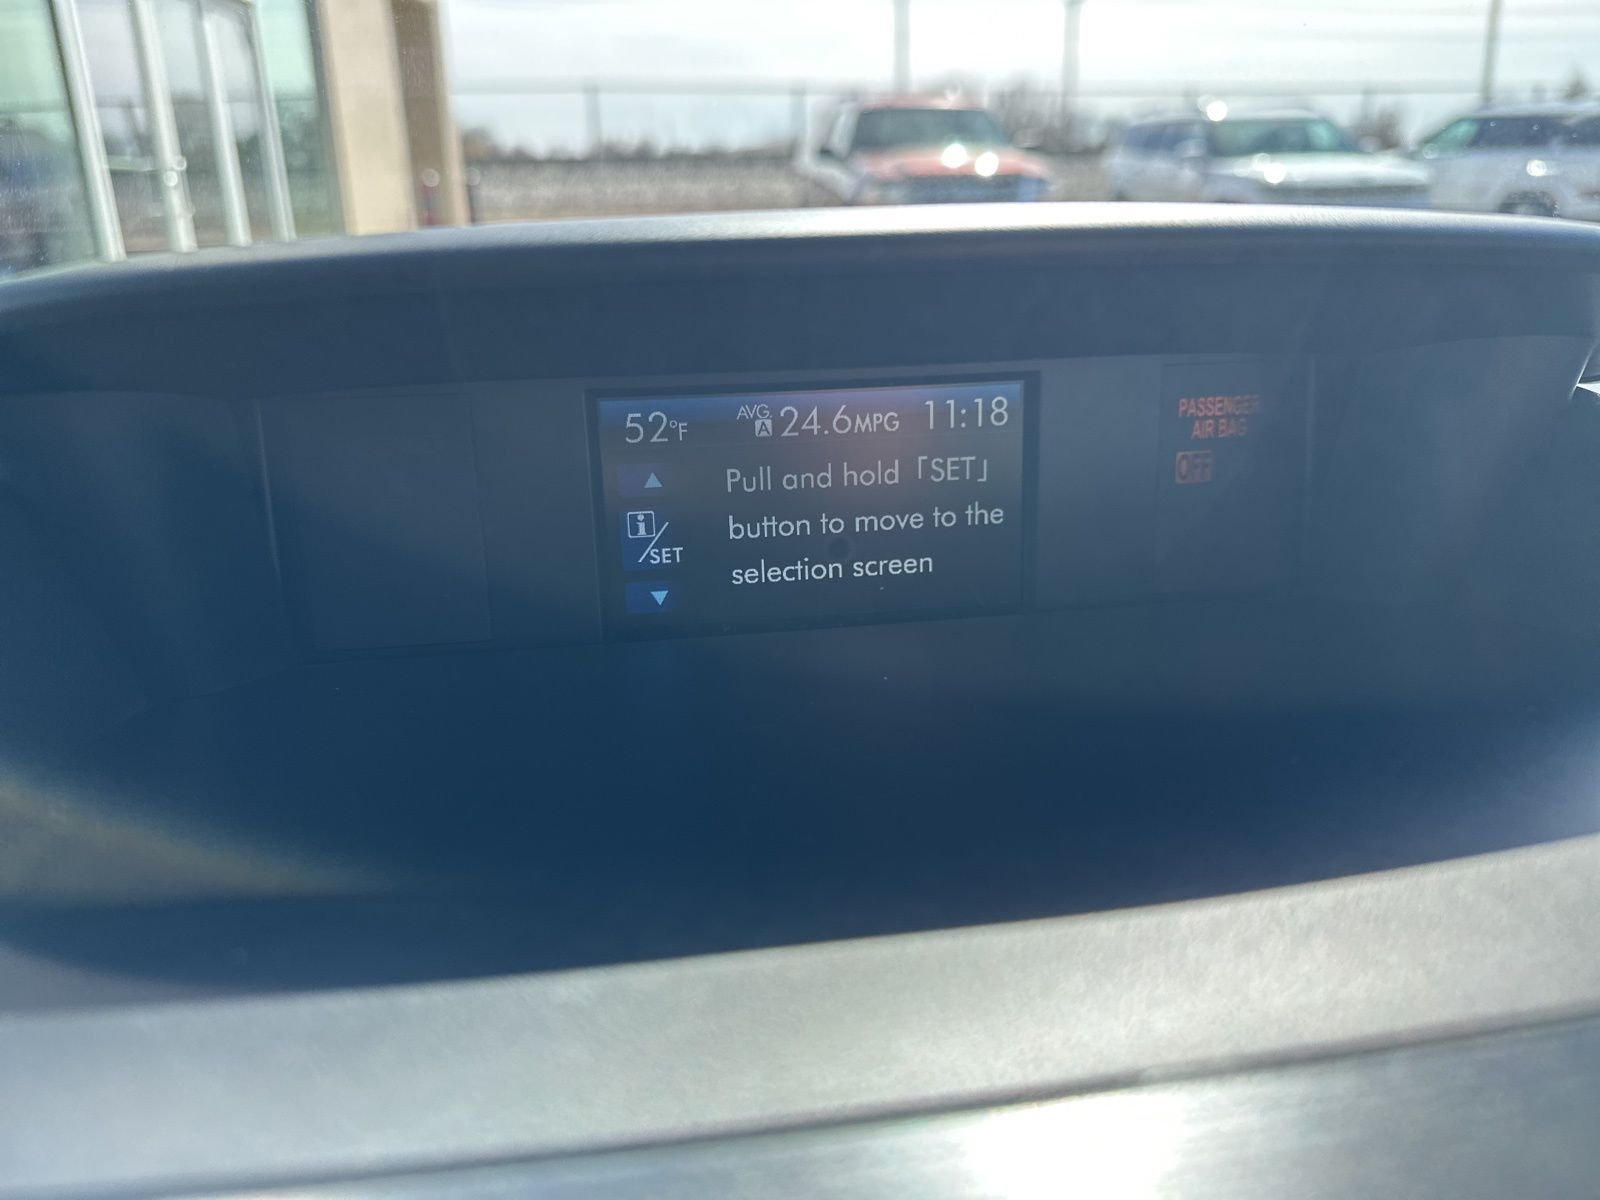 52°F AVG. A 24.6MPG 11:18
Pull and hold「SET」
button to move to the
selection screen
i/SET
PASSENGER
AIR BAG
OFF